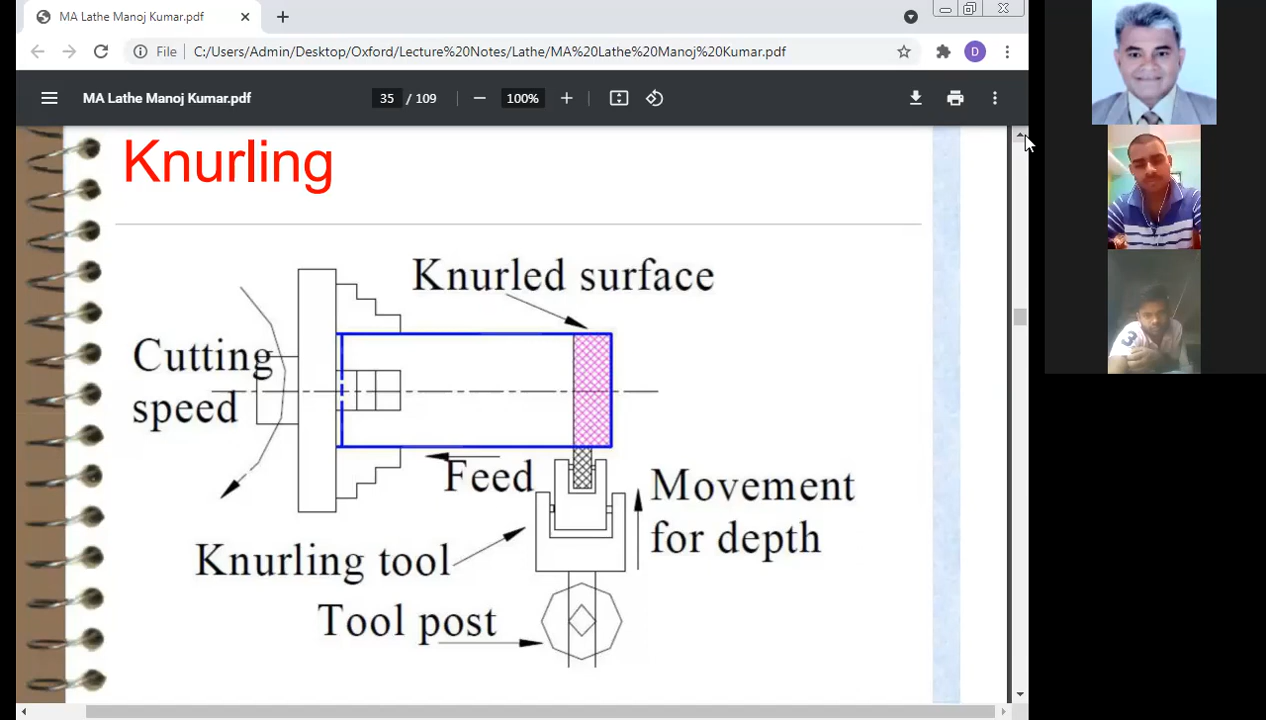 MA Lathe Manoj Kumar.pdf
File
C:/Users/Admin/Desktop/Oxford/Lecture%20Notes/Lathe/MA%20Lathe%20Manoj%20Kumar.pdf
D
MA Lathe Manoj Kumar.pdf
35 / 109
100%
Knurling
Knurled surface
Cutting
speed
Feed
Movement
for depth
Knurling tool
Tool post
3